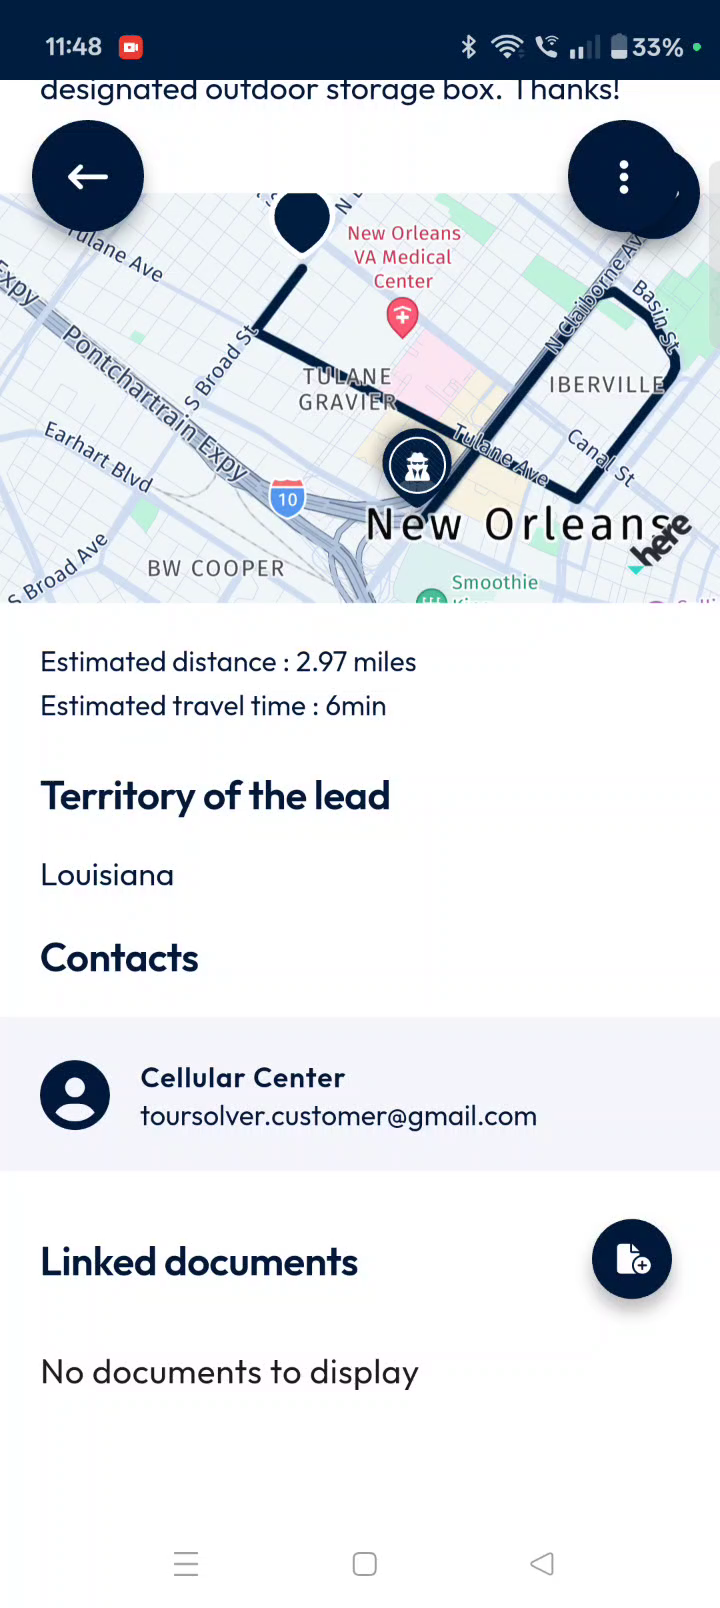 11:48
33%
designated outdoor storage box. Thanks!
New Orleans
VA Medical
Center
Tulane Ave
Expy
Pontchartrain Expy
S Broad St
N Claiborne Av
Basin St
TULANE
GRAVIER
IBERVILLE
Earhart Blvd
Tulane Ave
Canal St
10
New Orleans
here
S Broad Ave
BW COOPER
Smoothie
Estimated distance : 2.97 miles
Estimated travel time : 6min
Territory of the lead
Louisiana
Contacts
Cellular Center
toursolver.customer@gmail.com
Linked documents
No documents to display